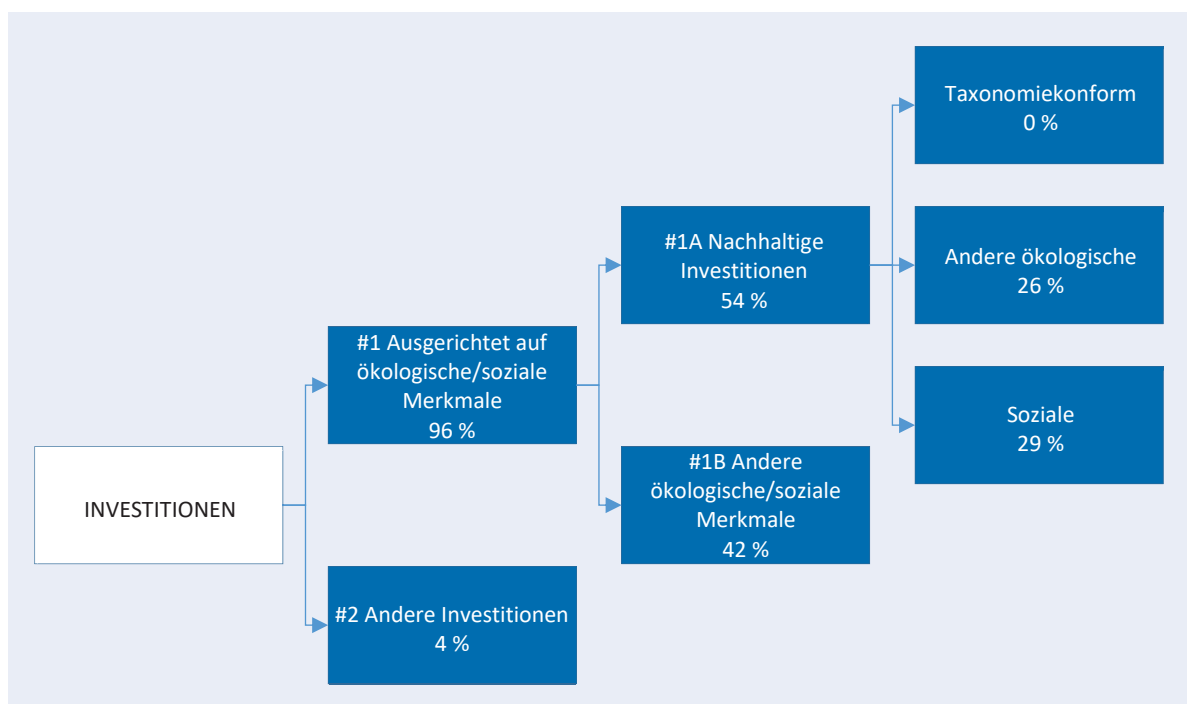 INVESTITIONEN
#1 Ausgerichtet auf
ökologische/soziale
Merkmale
96 %
#2 Andere Investitionen
4 %
#1A Nachhaltige
Investitionen
54 %
#1B Andere
ökologische/soziale
Merkmale
42 %
Taxonomiekonform
0 %
Andere ökologische
26 %
Soziale
29 %